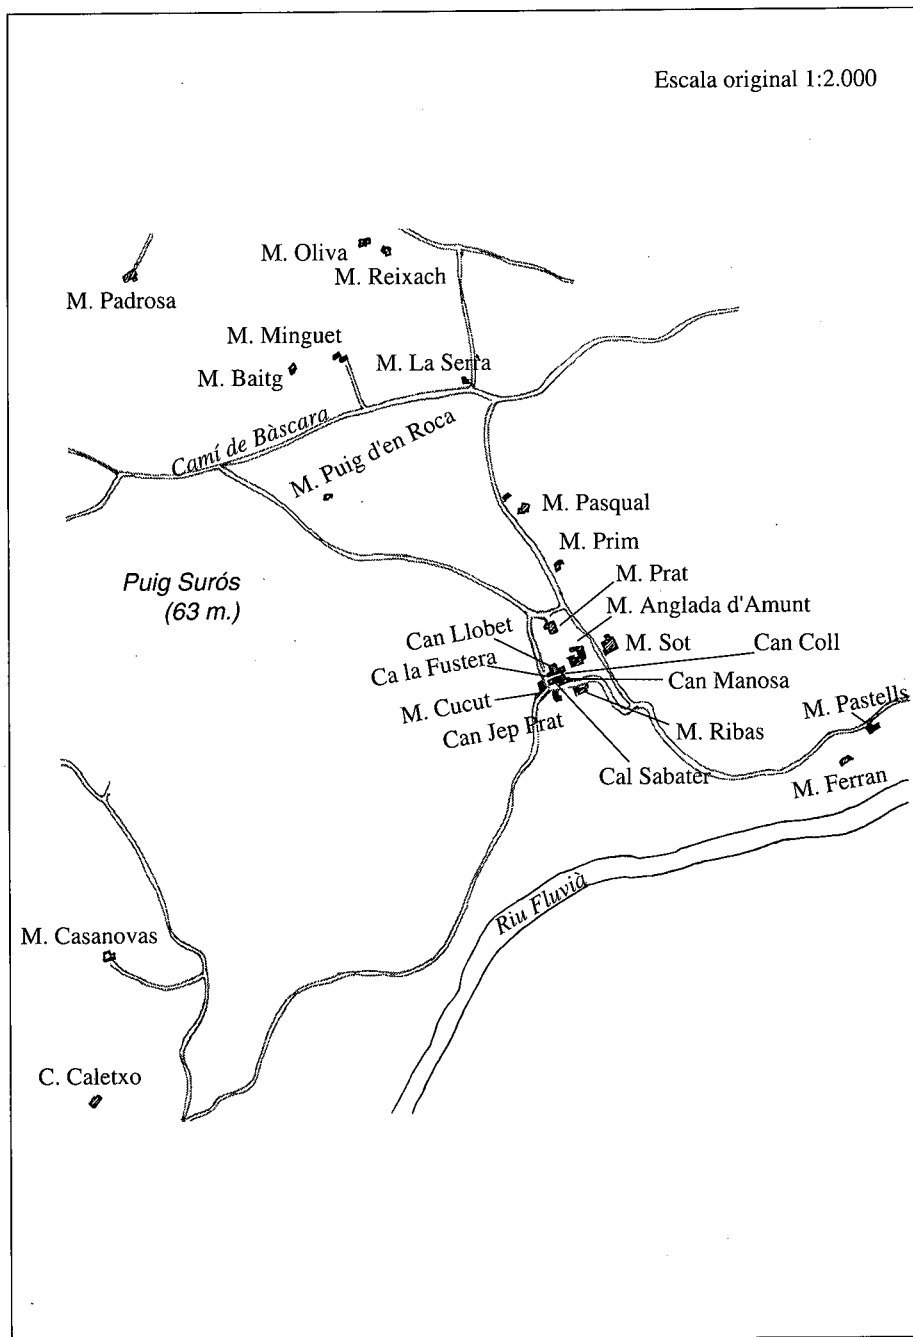 Escala original 1:2.000
M. Oliva
M. Reixach
M. Padrosa
M. Minguet
M. Baitg
M. La Serra
Camí de Bàscara
M. Puig d'en Roca
M. Pasqual
M. Prim
Puig Surós
(63 m.)
M. Prat
M. Anglada d'Amunt
Can Llobet
M. Sot
Can Coll
Ca la Fustera
Can Manosa
M. Cucut
Can Jep Prat
M. Ribas
M. Pastells
Cal Sabater
M. Ferran
Riu Fluvià
M. Casanovas
C. Caletxo